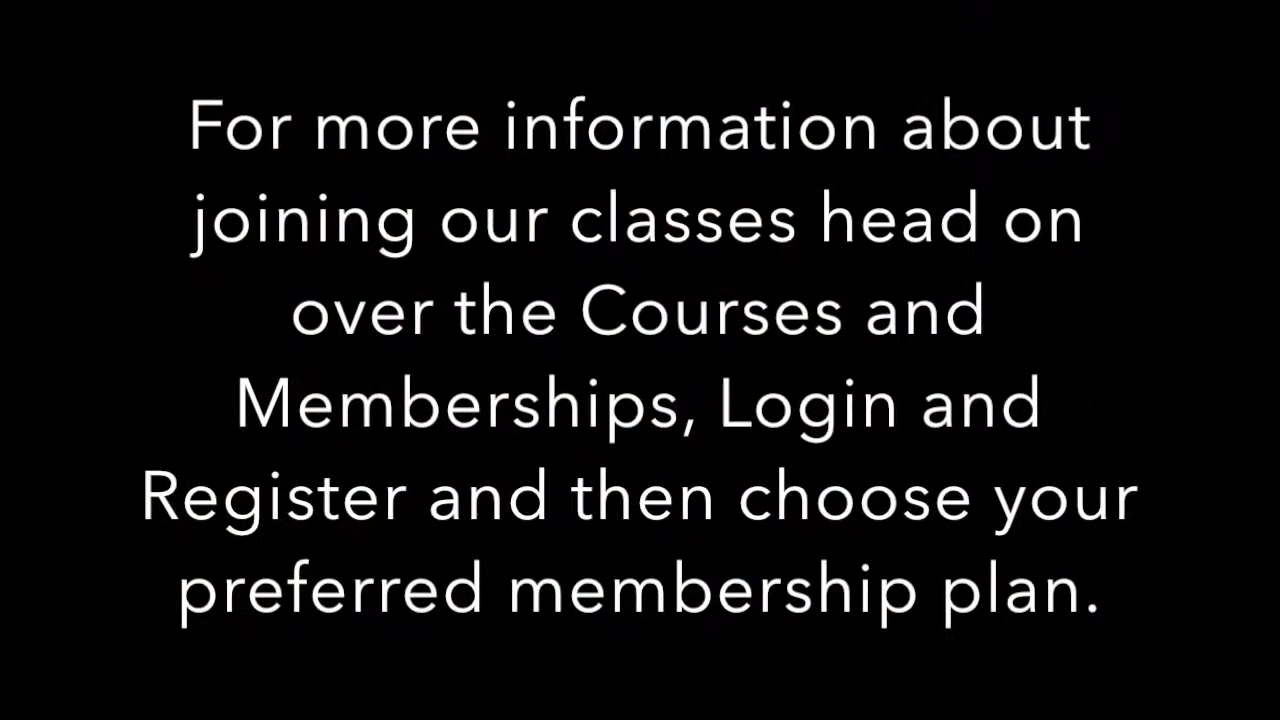 For more information about
joining our classes head on
over the Courses and
Memberships, Login and
Register and then choose your
preferred membership plan.